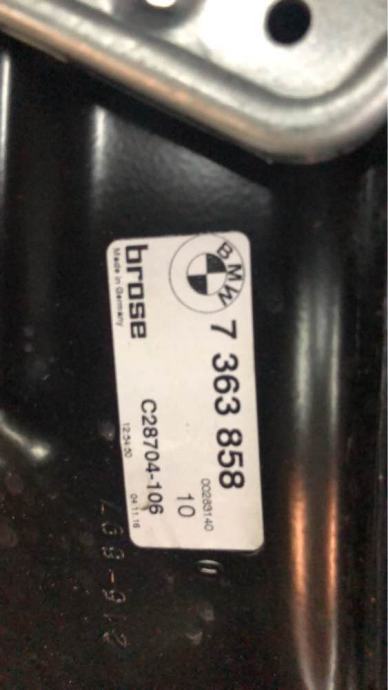 BMW
7 363 858
00283140
10
brose
Made in Germany
C28704-106
12:54:50
04.11.16